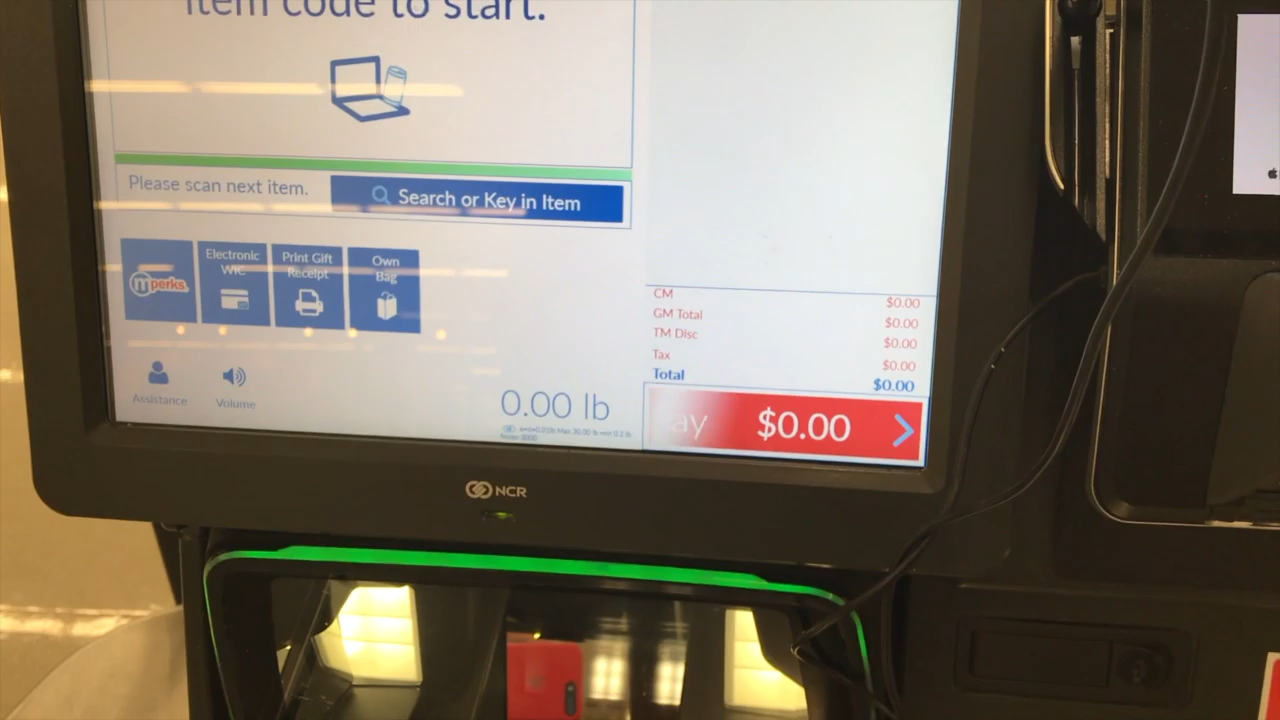 item code to start.
Please scan next item.
Search or Key in Item
mperks
Electronic
WIC
Print Gift
Receipt
Own
Bag
Assistance
Volume
0.00 lb
CM $0.00
GM Total $0.00
TM Disc $0.00
Tax $0.00
Total $0.00
ay $0.00
NCR